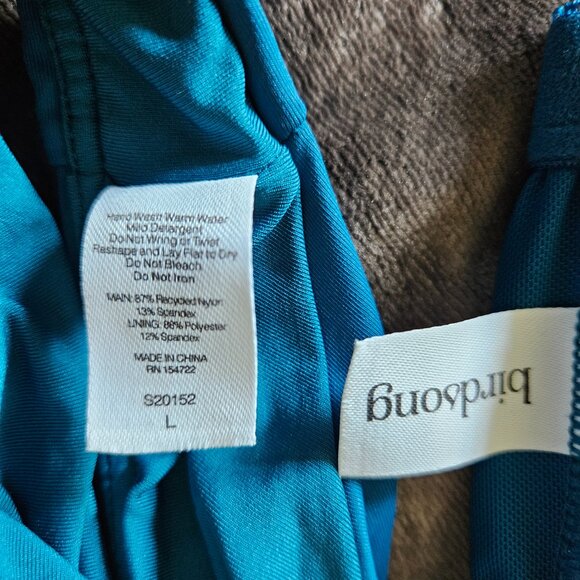 Hand Wash Warm Water
Mild Detergent
Do Not Wring or Twist
Reshape and Lay Flat to Dry
Do Not Bleach
Do Not Iron
MAIN: 87% Recycled Nylon
13% Spandex
LINING: 88% Polyester
12% Spandex
MADE IN CHINA
RN 154722
S20152
L
birdsong